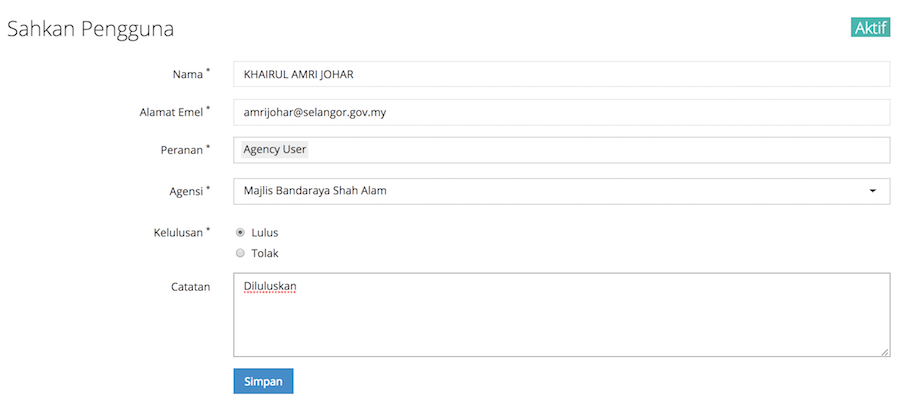 Sahkan Pengguna Aktif
Nama * KHAIRUL AMRI JOHAR
Alamat Emel * amrijohar@selangor.gov.my
Peranan * Agency User
Agensi * Majlis Bandaraya Shah Alam
Kelulusan * Lulus
Tolak
Catatan Diluluskan
Simpan